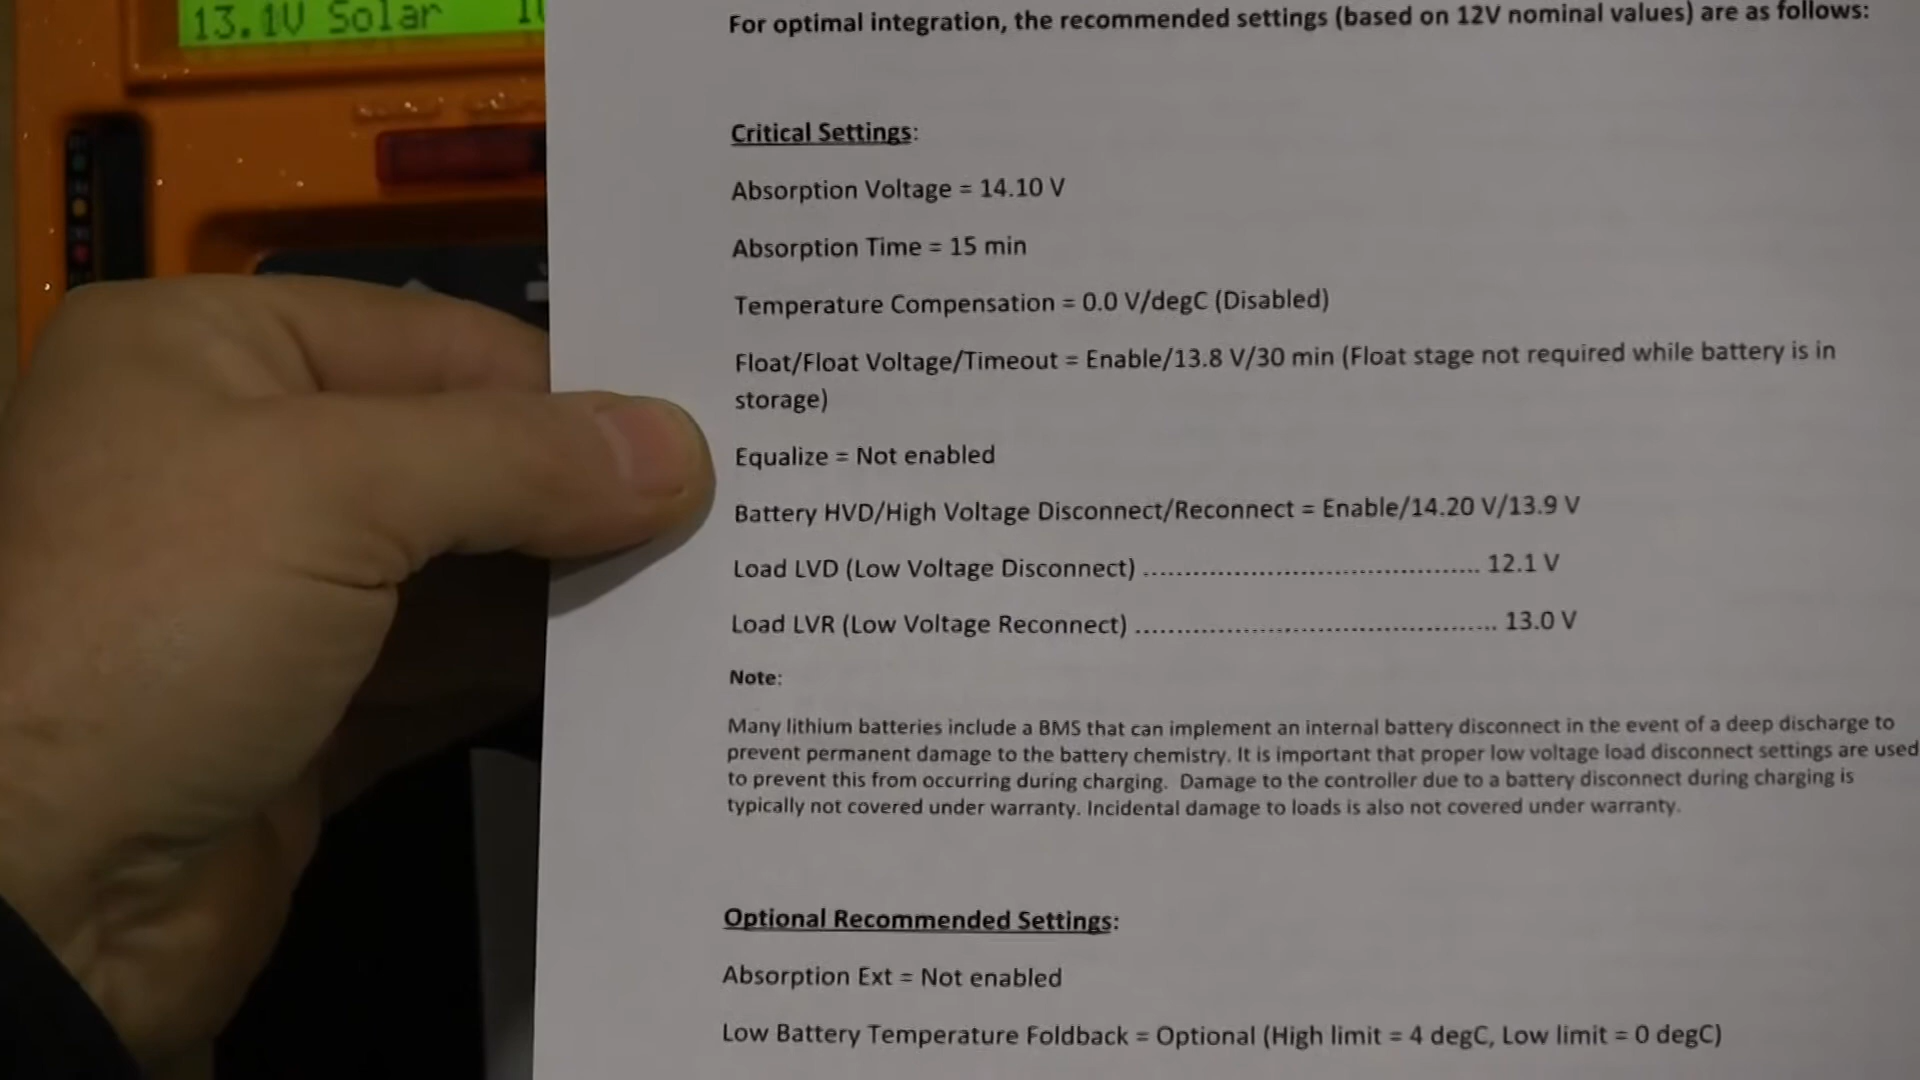 13.1V Solar
For optimal integration, the recommended settings (based on 12V nominal values) are as follows:
Critical Settings:
Absorption Voltage = 14.10 V
Absorption Time = 15 min
Temperature Compensation = 0.0 V/degC (Disabled)
Float/Float Voltage/Timeout = Enable/13.8 V/30 min (Float stage not required while battery is in
storage)
Equalize = Not enabled
Battery HVD/High Voltage Disconnect/Reconnect = Enable/14.20 V/13.9 V
Load LVD (Low Voltage Disconnect) ............................................. 12.1 V
Load LVR (Low Voltage Reconnect) ................................................ 13.0 V
Note:
Many lithium batteries include a BMS that can implement an internal battery disconnect in the event of a deep discharge to
prevent permanent damage to the battery chemistry. It is important that proper low voltage load disconnect settings are used
to prevent this from occurring during charging. Damage to the controller due to a battery disconnect during charging is
typically not covered under warranty. Incidental damage to loads is also not covered under warranty.
Optional Recommended Settings:
Absorption Ext = Not enabled
Low Battery Temperature Foldback = Optional (High limit = 4 degC, Low limit = 0 degC)